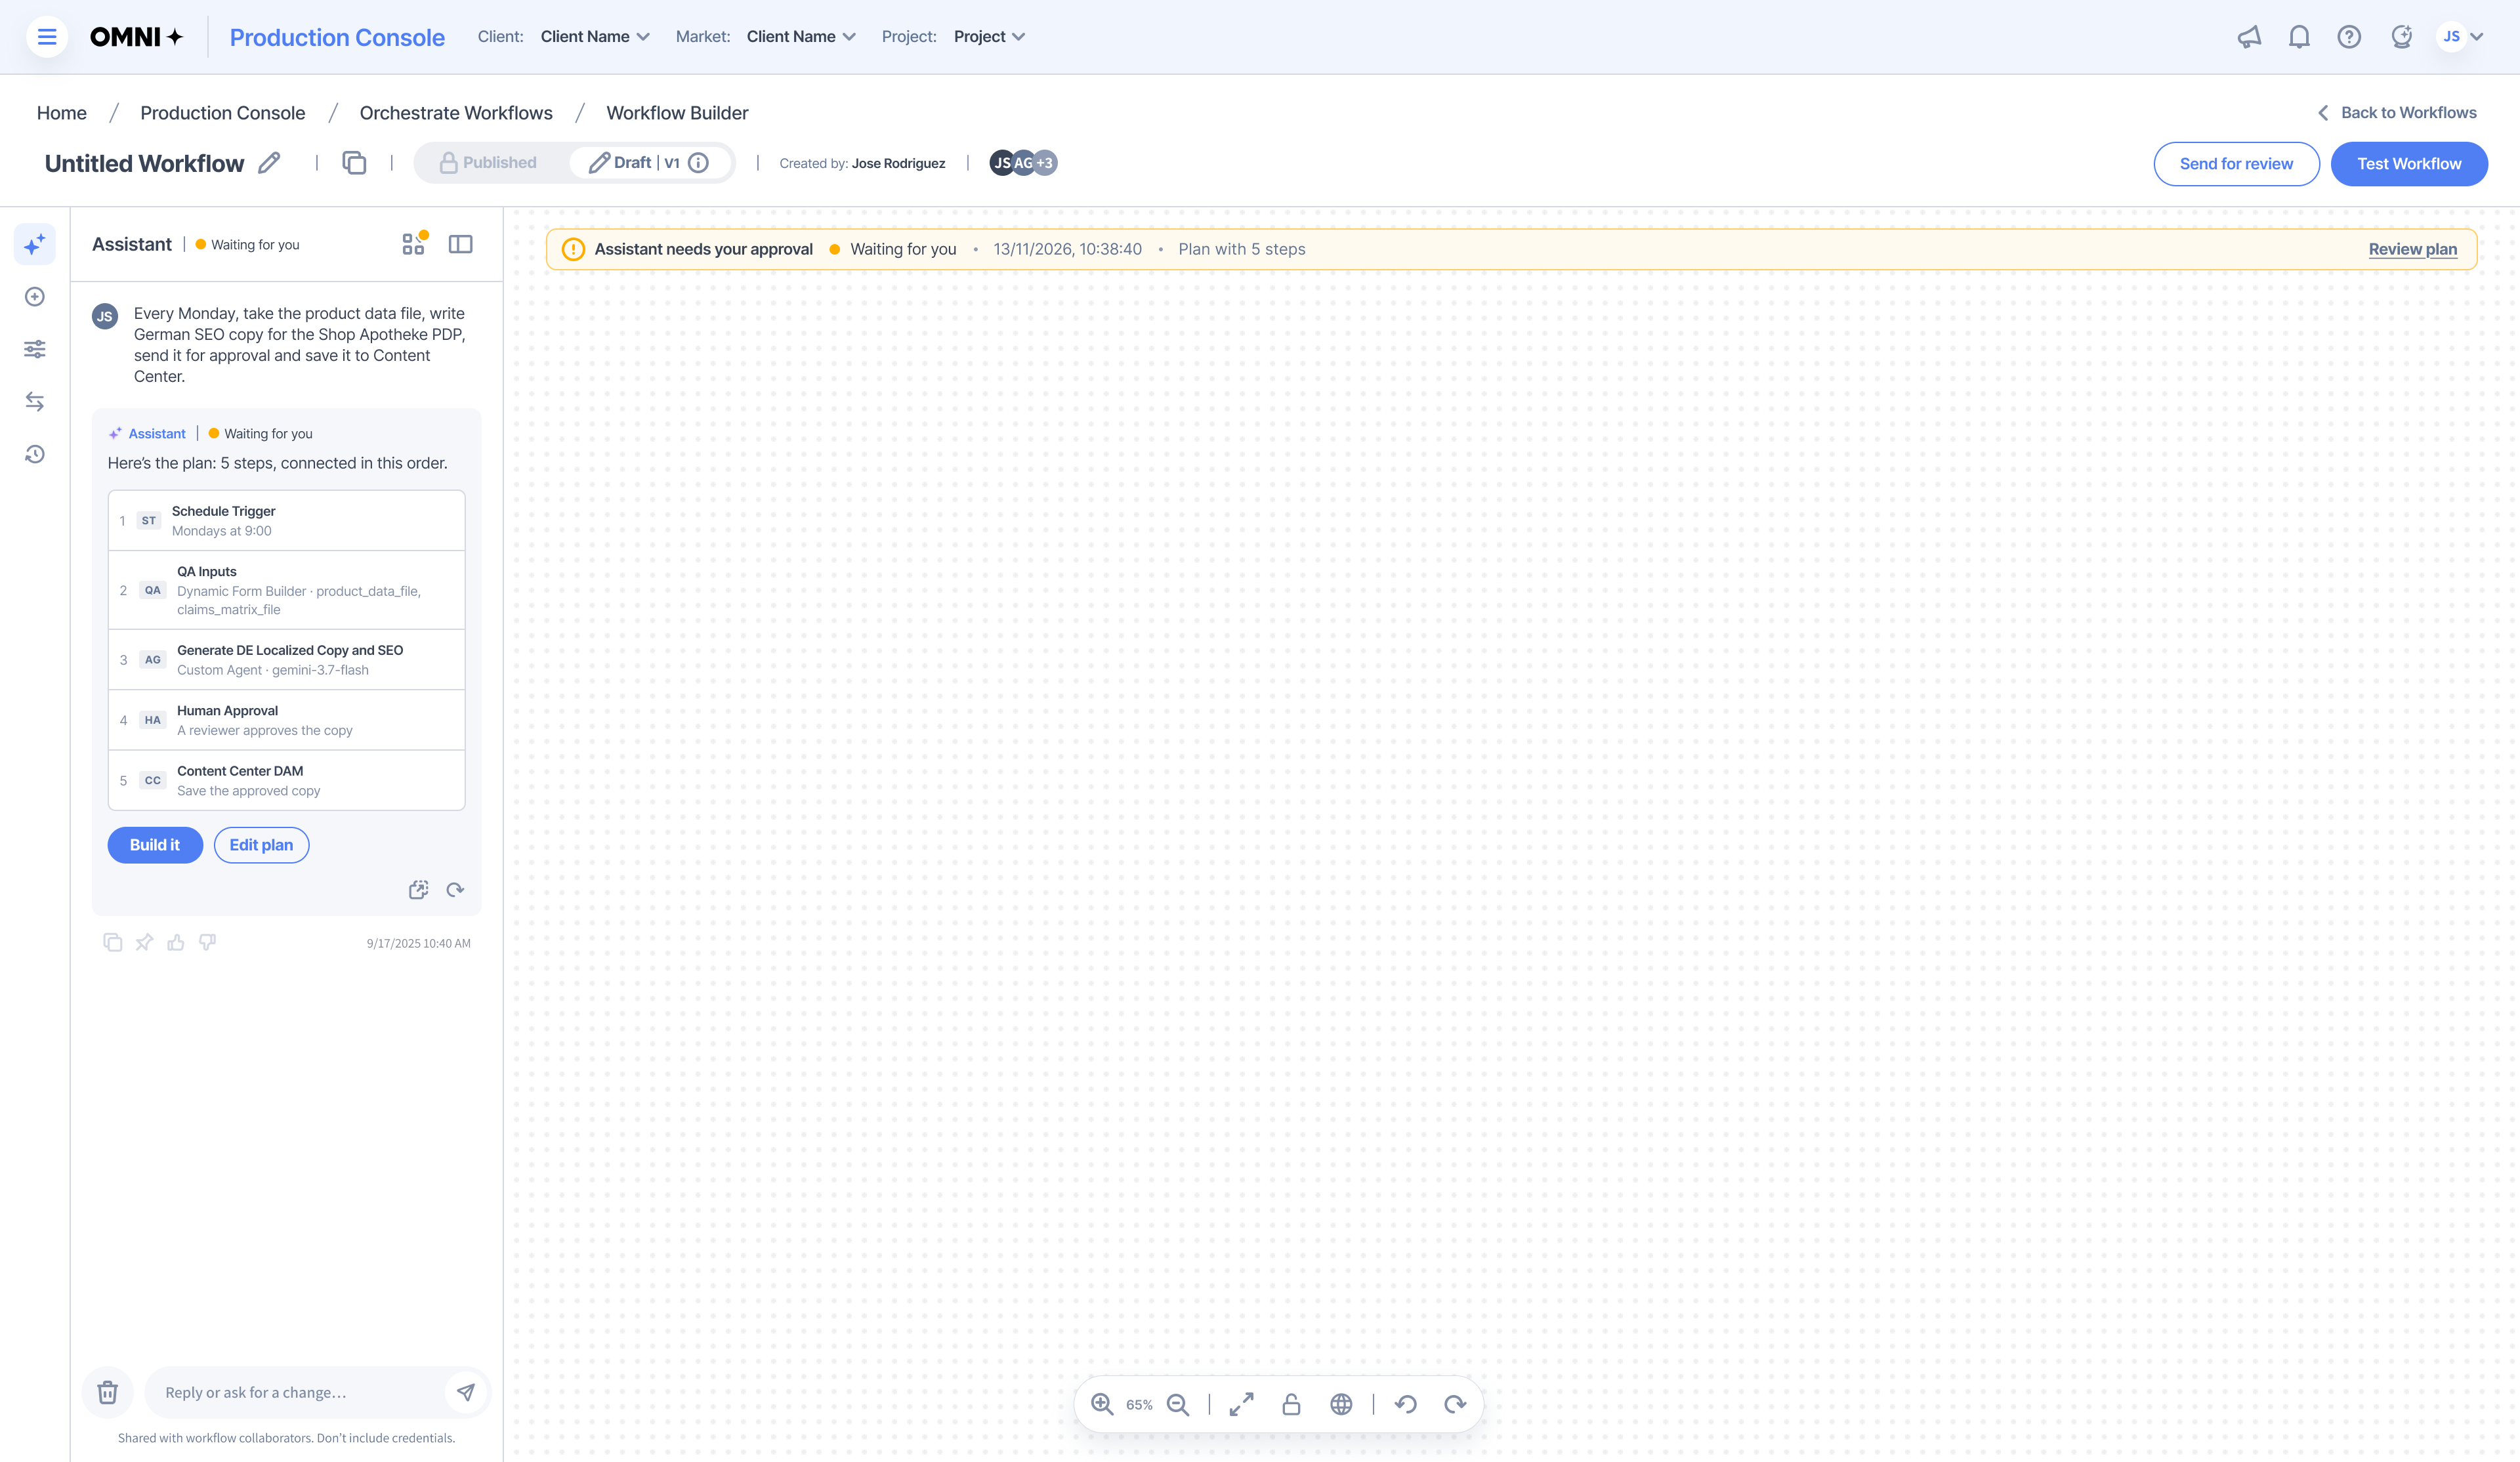 OMNI
Production Console
Client: Client Name
Market: Client Name
Project: Project
JS
Home / Production Console / Orchestrate Workflows / Workflow Builder
Back to Workflows
Untitled Workflow
Published
Draft | V1
Created by: Jose Rodriguez
JS AG +3
Send for review
Test Workflow
Assistant | Waiting for you
JS
Every Monday, take the product data file, write
German SEO copy for the Shop Apotheke PDP,
send it for approval and save it to Content
Center.
Assistant | Waiting for you
Here’s the plan: 5 steps, connected in this order.
1 ST Schedule Trigger
Mondays at 9:00
2 QA QA Inputs
Dynamic Form Builder · product_data_file,
claims_matrix_file
3 AG Generate DE Localized Copy and SEO
Custom Agent · gemini-3.7-flash
4 HA Human Approval
A reviewer approves the copy
5 CC Content Center DAM
Save the approved copy
Build it
Edit plan
9/17/2025 10:40 AM
Reply or ask for a change…
Shared with workflow collaborators. Don’t include credentials.
Assistant needs your approval Waiting for you • 13/11/2026, 10:38:40 • Plan with 5 steps
Review plan
65%